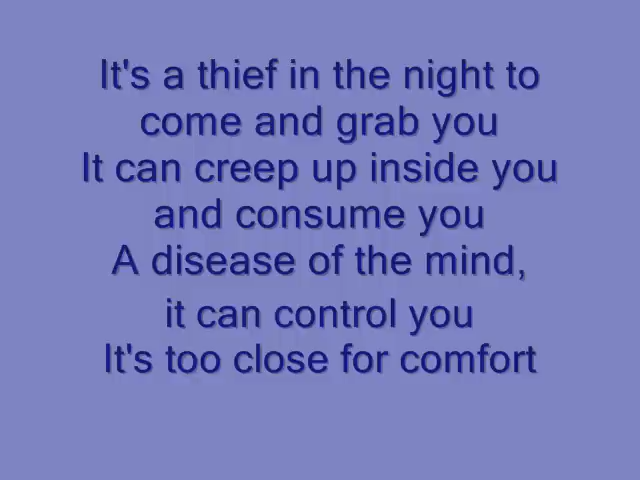 It's a thief in the night to
come and grab you
It can creep up inside you
and consume you
A disease of the mind,
it can control you
It's too close for comfort